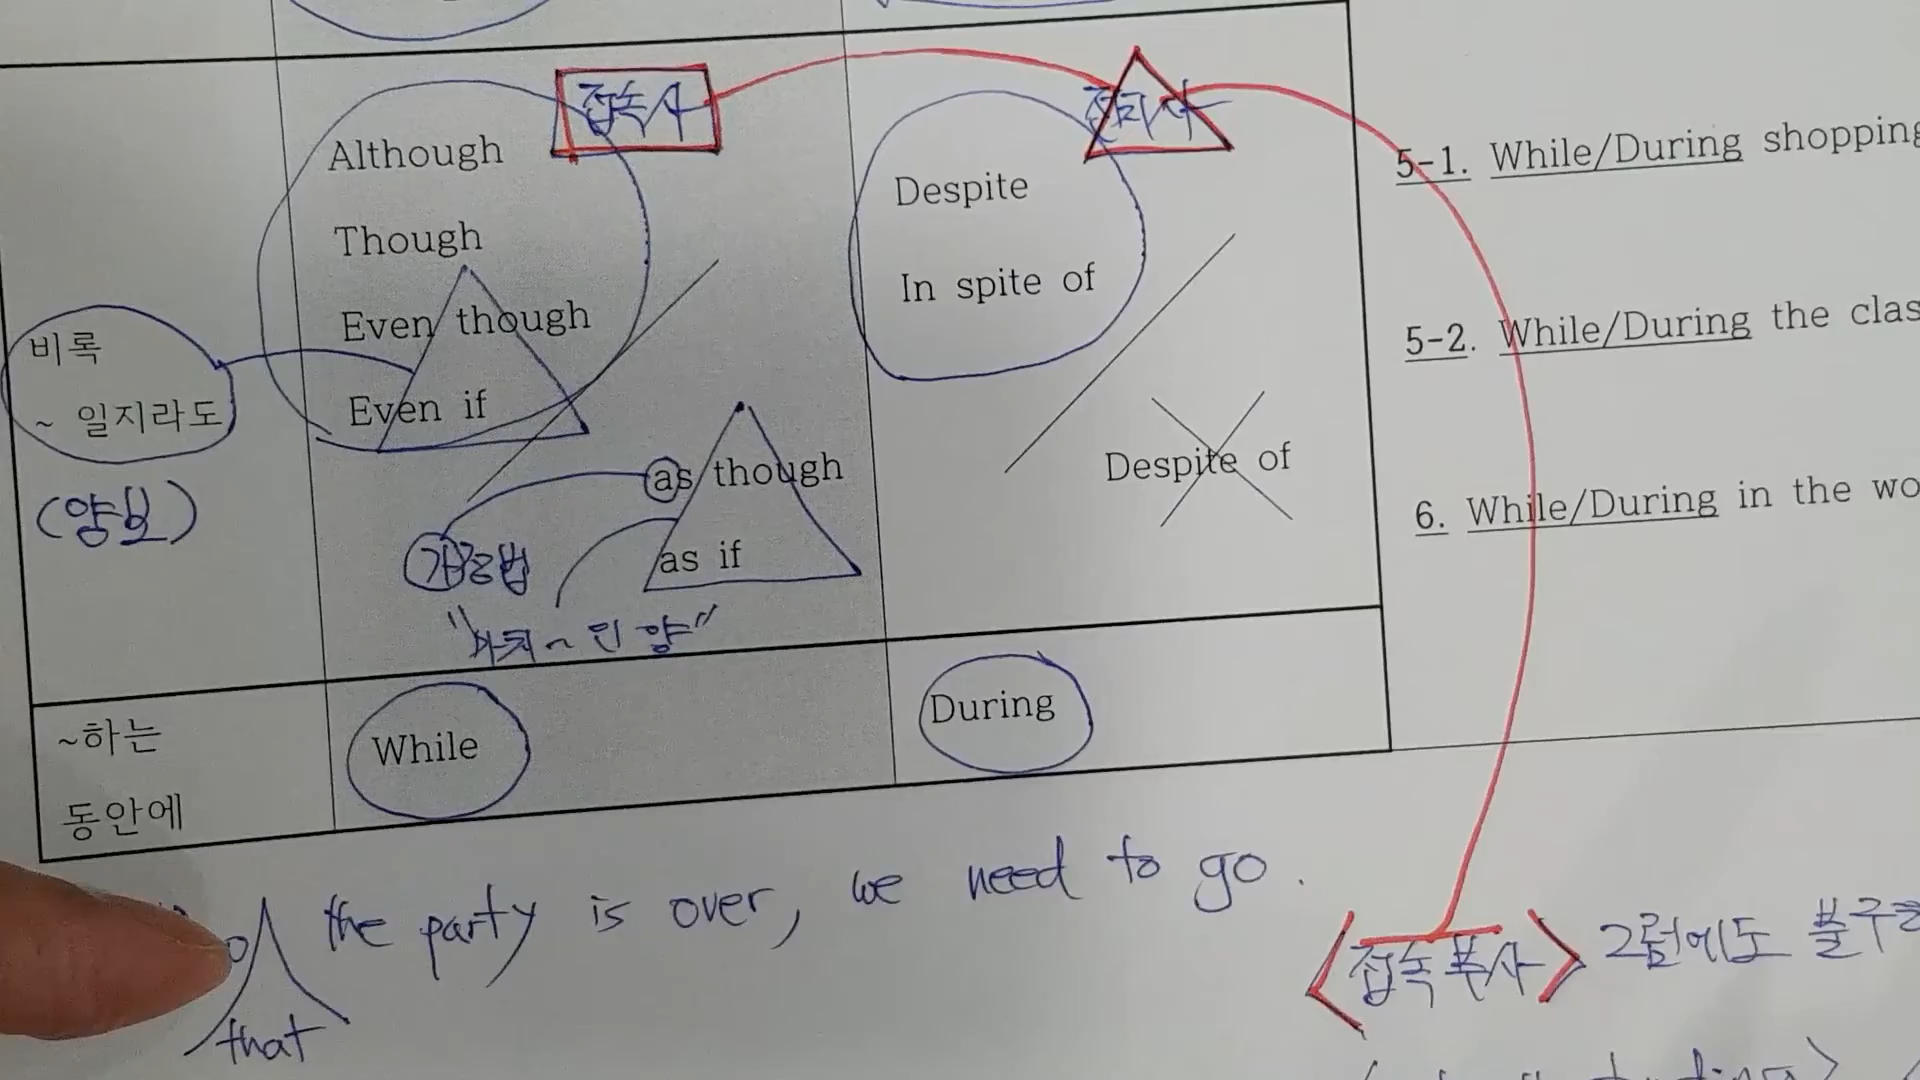 접속사
전치사
Although
Though
Even though
Even if
Despite
In spite of
비록
~ 일지라도
(양보)
as though
as if
가정법
"마치~인 양"
Despite of
~하는
동안에
While
During
5-1. While/During shopping
5-2. While/During the clas
6. While/During in the wo
the party is over, we need to go.
that
<접속부사> 그럼에도 불구하